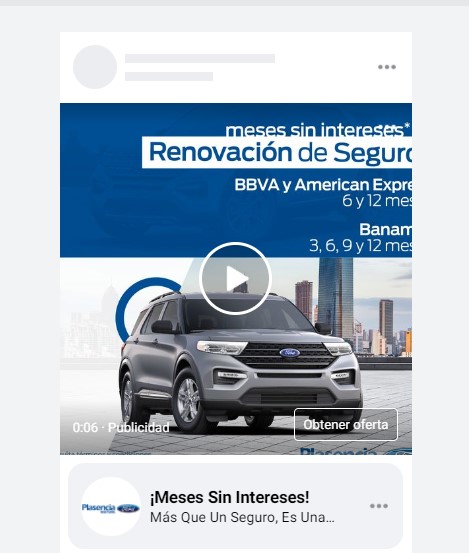 meses sin intereses*
Renovación de Seguro
BBVA y American Expre
6 y 12 mes
Banam
3, 6, 9 y 12 mes
Ford
0:06 · Publicidad
Obtener oferta
Plasencia
Plasencia Ford
¡Meses Sin Intereses!
Más Que Un Seguro, Es Una...